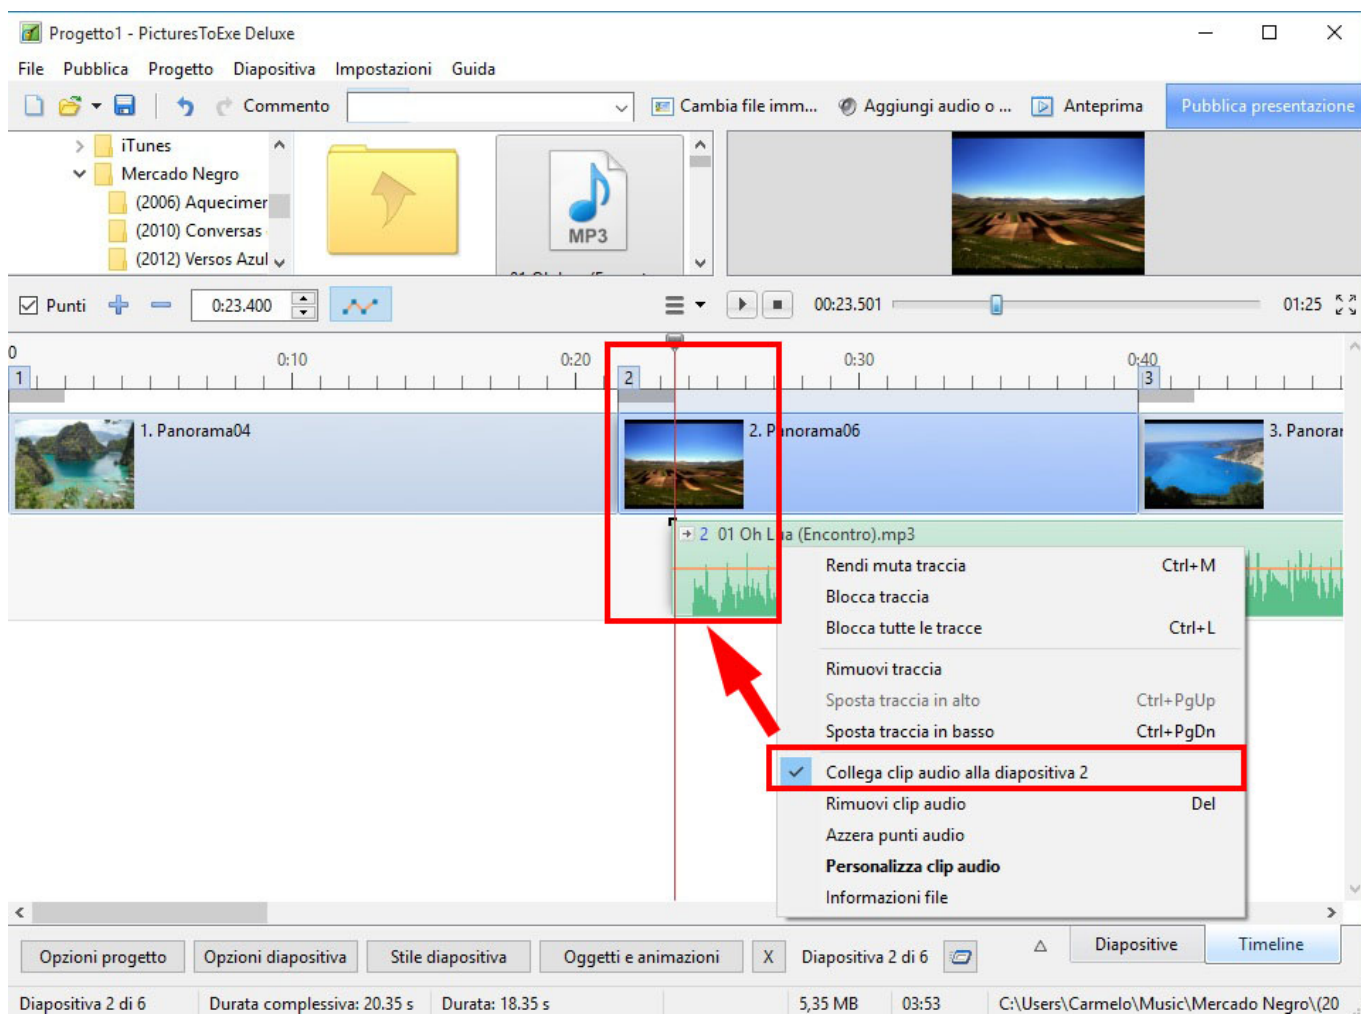 Progetto1 - PicturesToExe Deluxe
File Pubblica Progetto Diapositiva Impostazioni Guida
Commento Cambia file imm... Aggiungi audio o ... Anteprima Pubblica presentazione
iTunes
Mercado Negro
(2006) Aquecimer
(2010) Conversas
(2012) Versos Azul
MP3
Punti 0:23.400 00:23.501 01:25
0 0:10 0:20 0:30 0:40
1 2 3
1. Panorama04 2. Panorama06 3. Panorar
2 01 Oh Lua (Encontro).mp3
Rendi muta traccia Ctrl+M
Blocca traccia
Blocca tutte le tracce Ctrl+L
Rimuovi traccia
Sposta traccia in alto Ctrl+PgUp
Sposta traccia in basso Ctrl+PgDn
Collega clip audio alla diapositiva 2
Rimuovi clip audio Del
Azzera punti audio
Personalizza clip audio
Informazioni file
Opzioni progetto Opzioni diapositiva Stile diapositiva Oggetti e animazioni X Diapositiva 2 di 6 Diapositive Timeline
Diapositiva 2 di 6 Durata complessiva: 20.35 s Durata: 18.35 s 5,35 MB 03:53 C:\Users\Carmelo\Music\Mercado Negro\(20